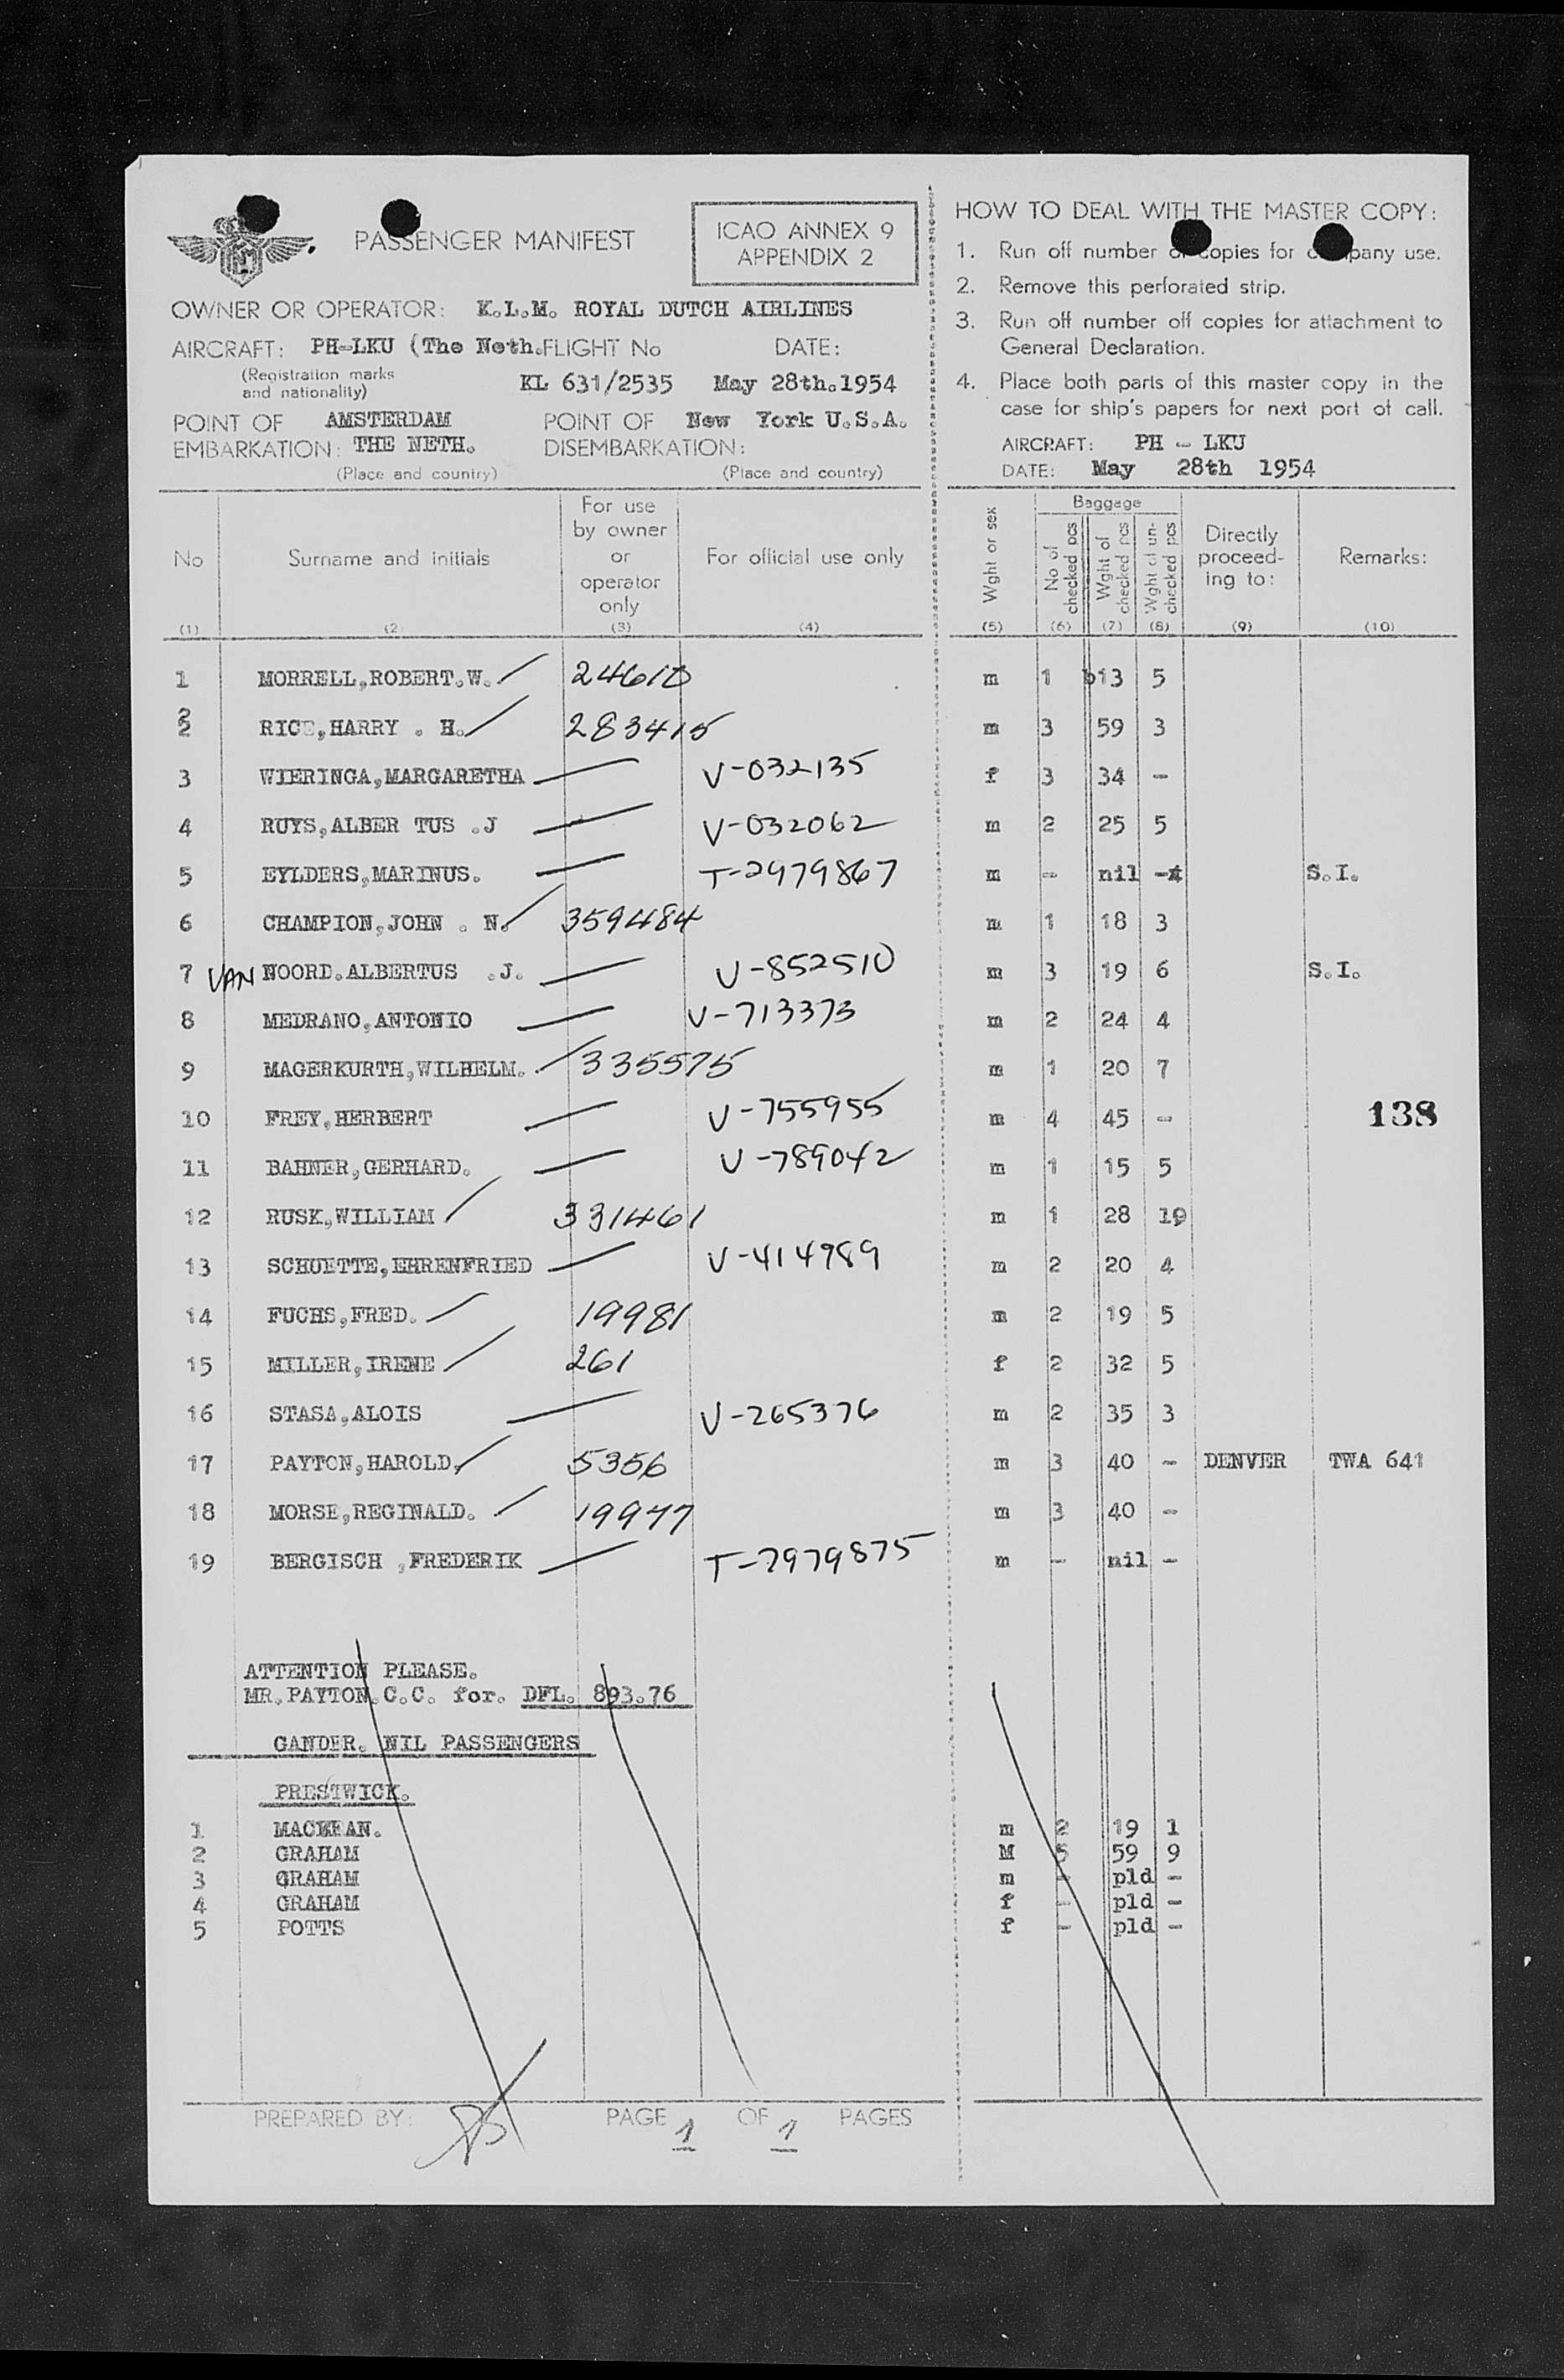 PASSENGER MANIFEST
ICAO ANNEX 9
APPENDIX 2
OWNER OR OPERATOR: K.L.M. ROYAL DUTCH AIRLINES
AIRCRAFT: PH-LKU (The Neth. FLIGHT No DATE:
(Registration marks
and nationality) KL 631/2535 May 28th.1954
POINT OF AMSTERDAM POINT OF New York U.S.A.
EMBARKATION: THE NETH. DISEMBARKATION:
(Place and country) (Place and country)
HOW TO DEAL WITH THE MASTER COPY:
1. Run off number of copies for company use.
2. Remove this perforated strip.
3. Run off number off copies for attachment to
General Declaration.
4. Place both parts of this master copy in the
case for ship's papers for next port of call.
AIRCRAFT: PH - LKU
DATE: May 28th 1954
No Surname and initials For use by owner or operator only For official use only Wght or sex Baggage No of checked pcs Wght of checked pcs Wght of un-checked pcs Directly proceed-ing to: Remarks:
(1) (2) (3) (4) (5) (6) (7) (8) (9) (10)
1 MORRELL,ROBERT.W. 24610 m 1 13 5
2 RICE,HARRY . H. 283415 m 3 59 3
3 WIERINGA,MARGARETHA V-032135 f 3 34 -
4 RUYS,ALBER TUS .J V-032062 m 2 25 5
5 EYLDERS,MARINUS. T-2979867 m - nil - S.I.
6 CHAMPION,JOHN . N. 359484 m 1 18 3
7 VAN NOORD.ALBERTUS .J. V-852510 m 3 19 6 S.I.
8 MEDRANO,ANTONIO V-713373 m 2 24 4
9 MAGERKURTH,WILHELM. 335575 m 1 20 7
10 FREY,HERBERT V-755955 m 4 45 - 138
11 BAHNER,GERHARD. V-789042 m 1 15 5
12 RUSK,WILLIAM 331461 m 1 28 19
13 SCHUETTE,EHRENFRIED V-414989 m 2 20 4
14 FUCHS,FRED. 19981 m 2 19 5
15 MILLER,IRENE 261 f 2 32 5
16 STASA,ALOIS V-265376 m 2 35 3
17 PAYTON,HAROLD. 5356 m 3 40 - DENVER TWA 641
18 MORSE,REGINALD. 19977 m 3 40 -
19 BERGISCH ,FREDERIK T-2979875 m - nil -
ATTENTION PLEASE.
MR.PAYTON.C.C. for. DFL. 893.76
GANDER. NIL PASSENGERS
PRESTWICK.
1 m 2 19 1
2 GRAHAM M 5 59 9
3 GRAHAM m - pld -
4 GRAHAM f - pld -
5 POTTS f - pld -
PREPARED BY: PAGE 1 OF 1 PAGES